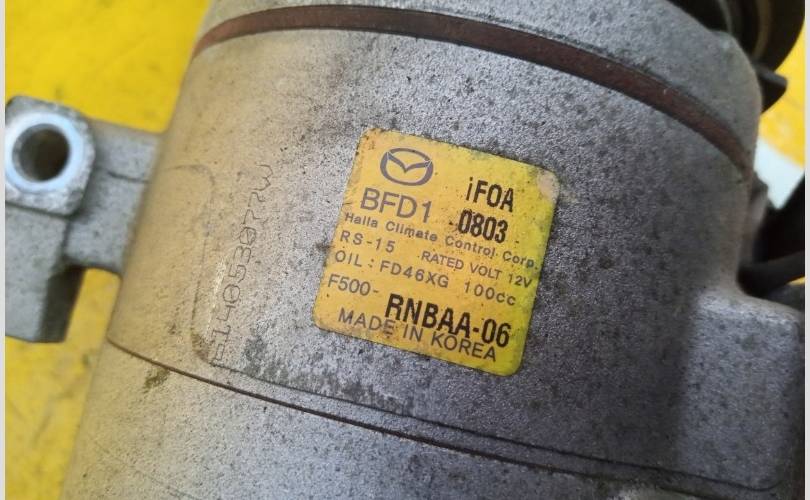 BFD1 iFOA
0803
Halla Climate Control Corp.
RS-15 RATED VOLT 12V
OIL : FD46XG 100cc
F500-RNBAA-06
MADE IN KOREA